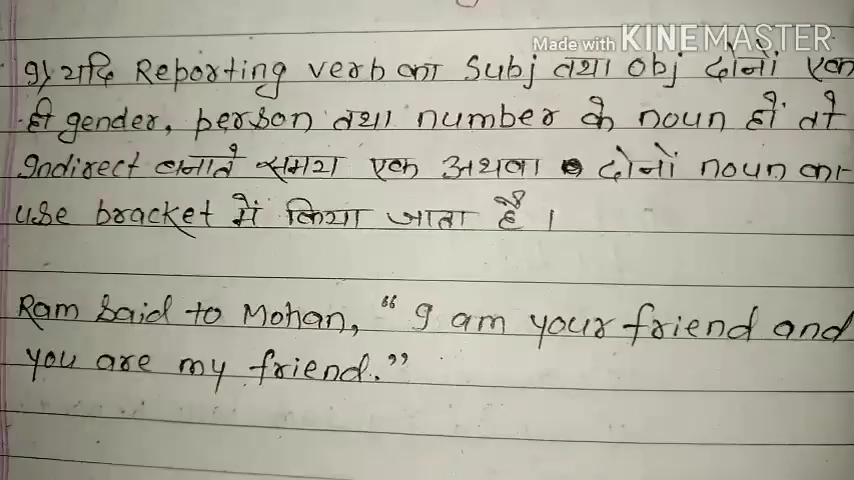 Made with KINEMASTER
9) यदि Reporting verb का Subj तथा Obj दोनों एक
ही gender, person तथा number के noun हों तो
Indirect बनाते समय एक अथवा दोनों noun का
use bracket में किया जाता है।
Ram said to Mohan, "I am your friend and
you are my friend."